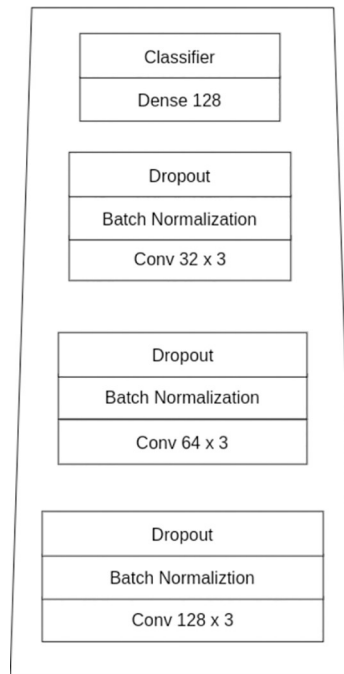 Classifier
Dense 128
Dropout
Batch Normalization
Conv 32 x 3
Dropout
Batch Normalization
Conv 64 x 3
Dropout
Batch Normaliztion
Conv 128 x 3